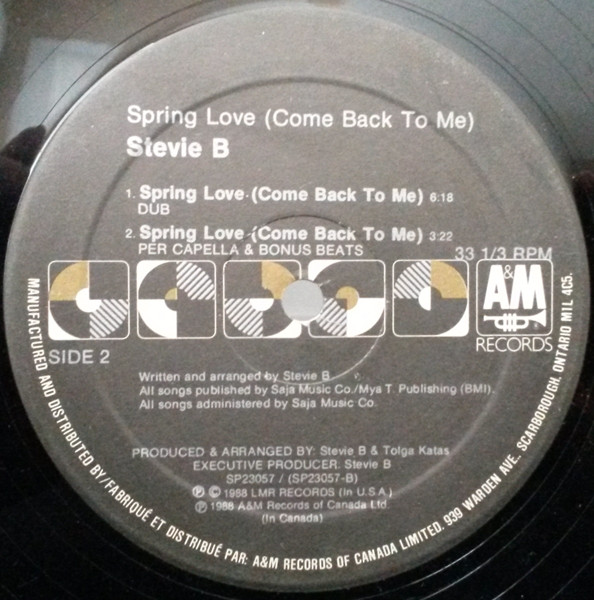 Spring Love (Come Back To Me)
Stevie B
1. Spring Love (Come Back To Me) 6:18
DUB
2. Spring Love (Come Back To Me) 3:22
PER CAPELLA & BONUS BEATS
33 1/3 RPM
A&M
RECORDS
SIDE 2
Written and arranged by Stevie B
All songs published by Saja Music Co./Mya T. Publishing (BMI).
All songs administered by Saja Music Co.
PRODUCED & ARRANGED BY: Stevie B & Tolga Katas
EXECUTIVE PRODUCER: Stevie B
SP23057 / (SP23057-B)
℗ © 1988 LMR RECORDS (In U.S.A.)
℗ 1988 A&M Records of Canada Ltd.
(In Canada)
MANUFACTURED AND DISTRIBUTED BY/FABRIQUÉ ET DISTRIBUÉ PAR: A&M RECORDS OF CANADA LIMITED. 939 WARDEN AVE., SCARBOROUGH, ONTARIO M1L 4C5.